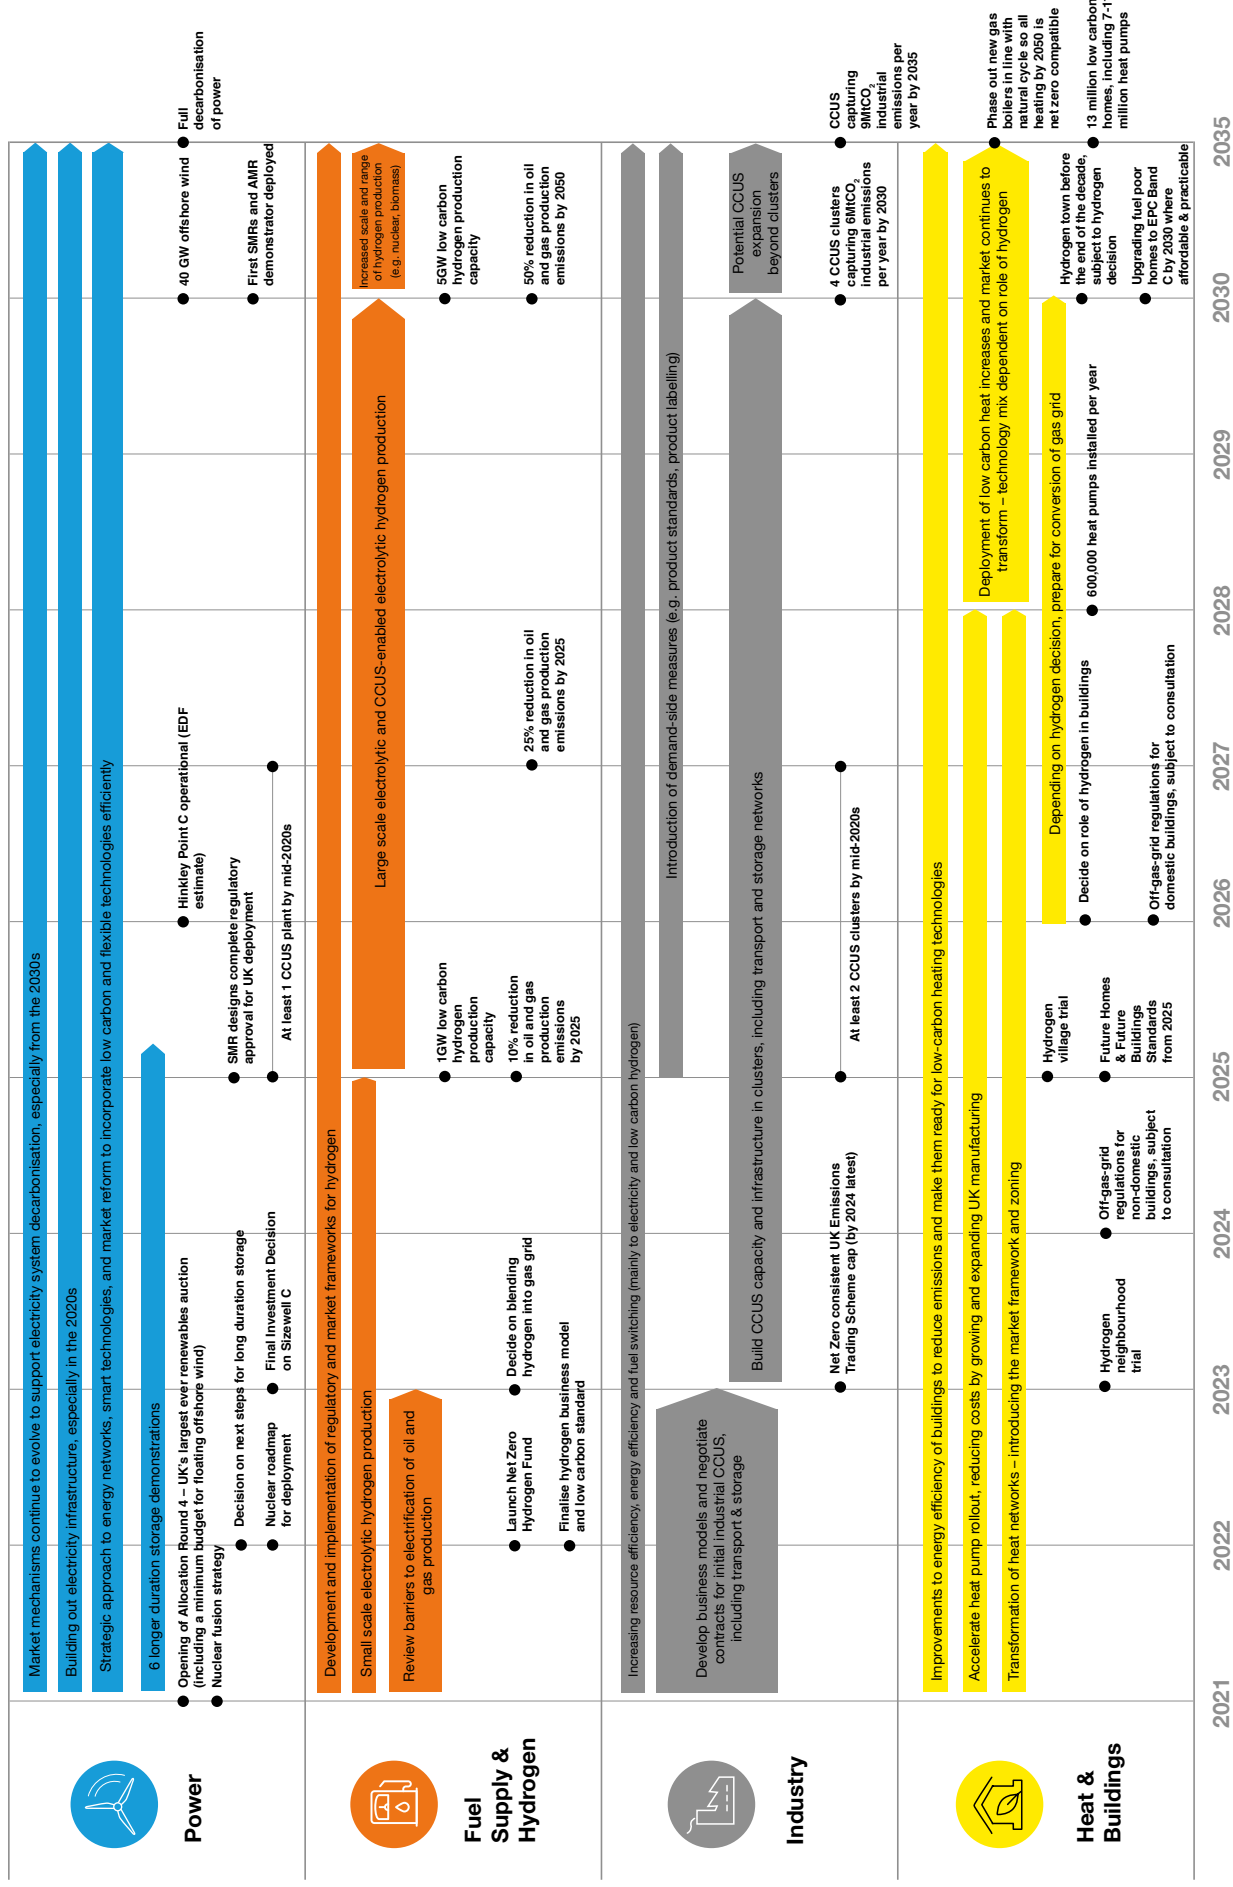 Power
Market mechanisms continue to evolve to support electricity system decarbonisation, especially from the 2030s
Building out electricity infrastructure, especially in the 2020s
Strategic approach to energy networks, smart technologies, and market reform to incorporate low carbon and flexible technologies efficiently
6 longer duration storage demonstrations
Opening of Allocation Round 4 – UK's largest ever renewables auction
(including a minimum budget for floating offshore wind)
Nuclear fusion strategy
Decision on next steps for long duration storage
Nuclear roadmap
for deployment
Final Investment Decision
on Sizewell C
SMR designs complete regulatory
approval for UK deployment
At least 1 CCUS plant by mid-2020s
Hinkley Point C operational (EDF
estimate)
40 GW offshore wind
First SMRs and AMR
demonstrator deployed
Full
decarbonisation
of power
Fuel
Supply &
Hydrogen
Development and implementation of regulatory and market frameworks for hydrogen
Small scale electrolytic hydrogen production
Review barriers to electrification of oil and
gas production
Large scale electrolytic and CCUS-enabled electrolytic hydrogen production
Increased scale and range
of hydrogen production
(e.g. nuclear, biomass)
Launch Net Zero
Hydrogen Fund
Finalise hydrogen business model
and low carbon standard
Decide on blending
hydrogen into gas grid
1GW low carbon
hydrogen
production
capacity
10% reduction
in oil and gas
production
emissions
by 2025
25% reduction in oil
and gas production
emissions by 2025
5GW low carbon
hydrogen production
capacity
50% reduction in oil
and gas production
emissions by 2050
Industry
Increasing resource efficiency, energy efficiency and fuel switching (mainly to electricity and low carbon hydrogen)
Develop business models and negotiate
contracts for initial industrial CCUS,
including transport & storage
Introduction of demand-side measures (e.g. product standards, product labelling)
Build CCUS capacity and infrastructure in clusters, including transport and storage networks
Potential CCUS
expansion
beyond clusters
Net Zero consistent UK Emissions
Trading Scheme cap (by 2024 latest)
At least 2 CCUS clusters by mid-2020s
4 CCUS clusters
capturing 6MtCO₂
industrial emissions
per year by 2030
CCUS
capturing
9MtCO₂
industrial
emissions per
year by 2035
Heat &
Buildings
Improvements to energy efficiency of buildings to reduce emissions and make them ready for low-carbon heating technologies
Accelerate heat pump rollout, reducing costs by growing and expanding UK manufacturing
Transformation of heat networks – introducing the market framework and zoning
Deployment of low carbon heat increases and market continues to
transform – technology mix dependent on role of hydrogen
Depending on hydrogen decision, prepare for conversion of gas grid
Hydrogen
neighbourhood
trial
Off-gas-grid
regulations for
non-domestic
buildings, subject
to consultation
Hydrogen
village trial
Future Homes
& Future
Buildings
Standards
from 2025
Decide on role of hydrogen in buildings
Off-gas-grid regulations for
domestic buildings, subject to consultation
600,000 heat pumps installed per year
Hydrogen town before
the end of the decade,
subject to hydrogen
decision
Upgrading fuel poor
homes to EPC Band
C by 2030 where
affordable & practicable
Phase out new gas
boilers in line with
natural cycle so all
heating by 2050 is
net zero compatible
13 million low carbon
homes, including
million heat pumps
2021
2022
2023
2024
2025
2026
2027
2028
2029
2030
2035